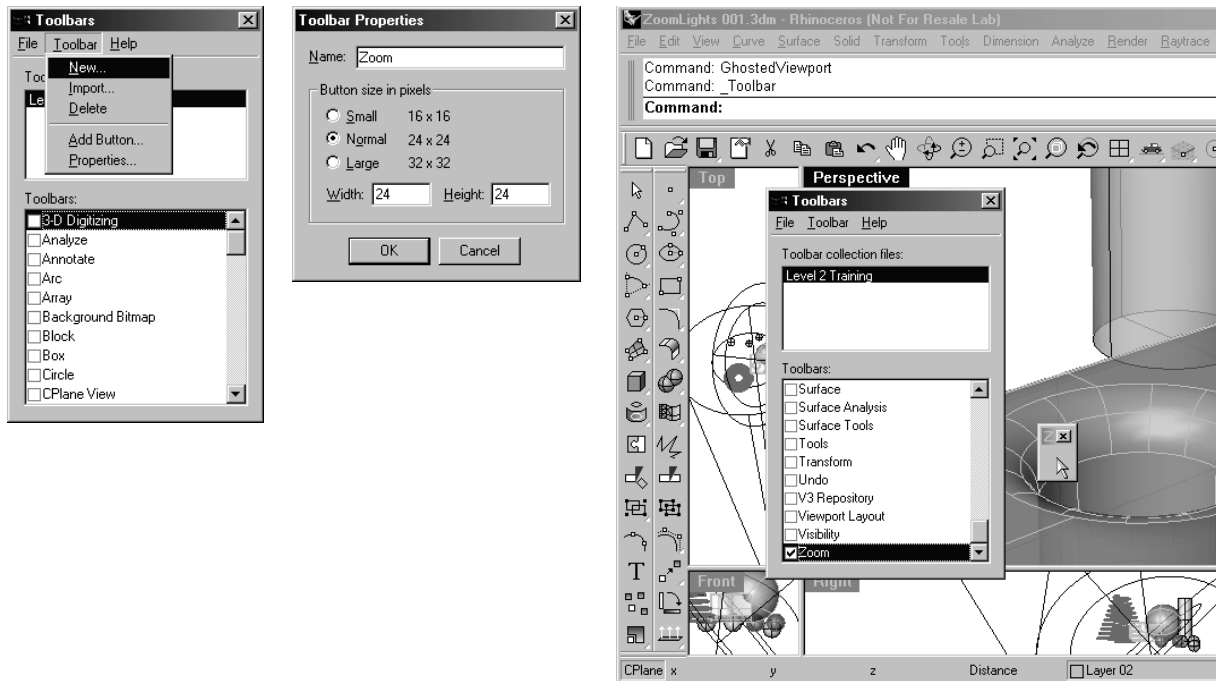 Toolbars
File Toolbar Help
New...
Import...
Delete
Add Button...
Properties...
Toolbars:
3-D Digitizing
Analyze
Annotate
Arc
Array
Background Bitmap
Block
Box
Circle
CPlane View
Toolbar Properties
Name: Zoom
Button size in pixels
Small 16 x 16
Normal 24 x 24
Large 32 x 32
Width: 24 Height: 24
OK Cancel
ZoomLights 001.3dm - Rhinoceros (Not For Resale Lab)
File Edit View Curve Surface Solid Transform Tools Dimension Analyze Render Raytrace
Command: GhostedViewport
Command: _Toolbar
Command:
Top
Perspective
Toolbars
File Toolbar Help
Toolbar collection files:
Level 2 Training
Toolbars:
Surface
Surface Analysis
Surface Tools
Tools
Transform
Undo
V3 Repository
Viewport Layout
Visibility
Zoom
Z
T
Front
Right
CPlane x y z Distance Layer 02